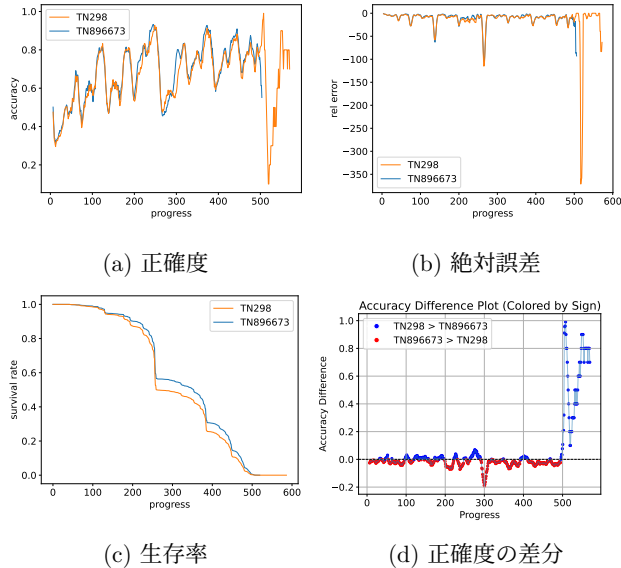 TN298
TN896673
accuracy
1.0
0.8
0.6
0.4
0.2
0 100 200 300 400 500
progress
(a) 正確度
rel error
0
−50
−100
−150
−200
−250
−300
−350
TN298
TN896673
0 100 200 300 400 500 600
progress
(b) 絶対誤差
survival rate
1.0
0.8
0.6
0.4
0.2
0.0
TN298
TN896673
0 100 200 300 400 500 600
progress
(c) 生存率
Accuracy Difference Plot (Colored by Sign)
Accuracy Difference
1.0
0.8
0.6
0.4
0.2
0.0
−0.2
TN298 > TN896673
TN896673 > TN298
0 100 200 300 400 500
Progress
(d) 正確度の差分